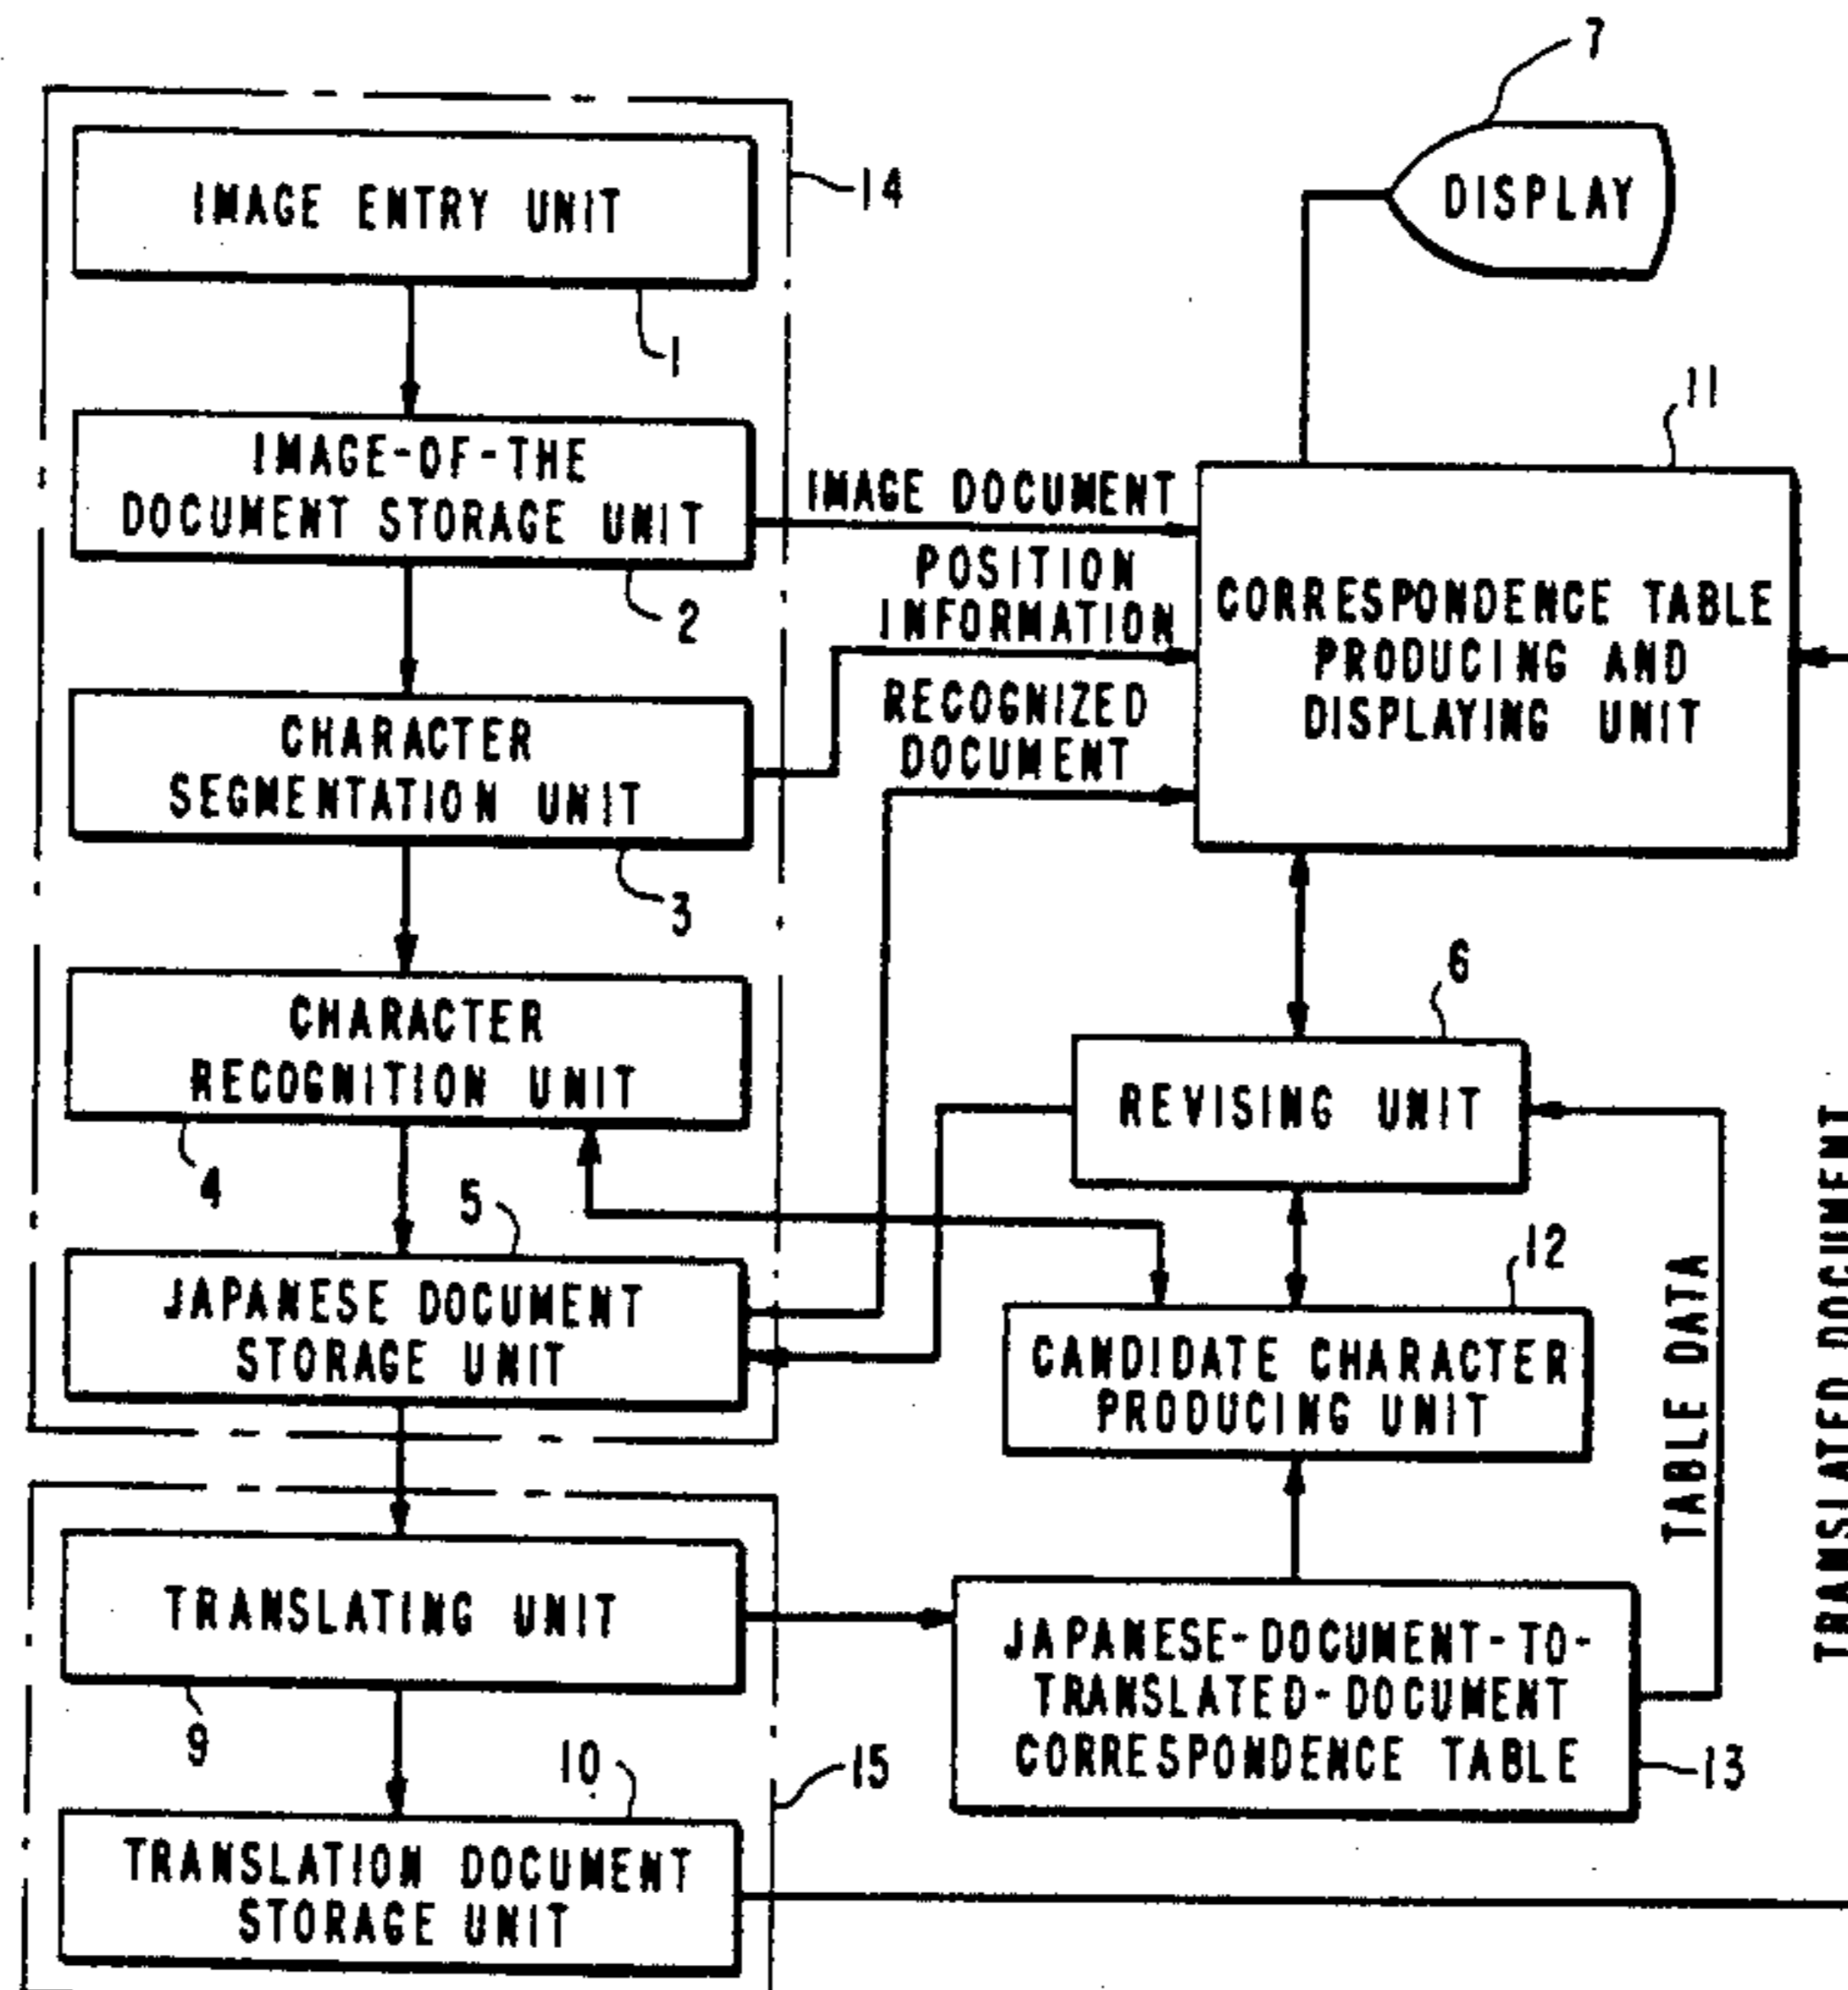 7
IMAGE ENTRY UNIT
14
DISPLAY
1
11
IMAGE-OF-THE
DOCUMENT STORAGE UNIT
2
IMAGE DOCUMENT
POSITION
INFORMATION
RECOGNIZED
DOCUMENT
CORRESPONDENCE TABLE
PRODUCING AND
DISPLAYING UNIT
CHARACTER
SEGMENTATION UNIT
3
6
CHARACTER
RECOGNITION UNIT
4
REVISING UNIT
5
12
JAPANESE DOCUMENT
STORAGE UNIT
CANDIDATE CHARACTER
PRODUCING UNIT
TABLE DATA
TRANSLATED DOCUMENT
TRANSLATING UNIT
9
JAPANESE-DOCUMENT-TO-
TRANSLATED-DOCUMENT
CORRESPONDENCE TABLE
13
10
15
TRANSLATION DOCUMENT
STORAGE UNIT